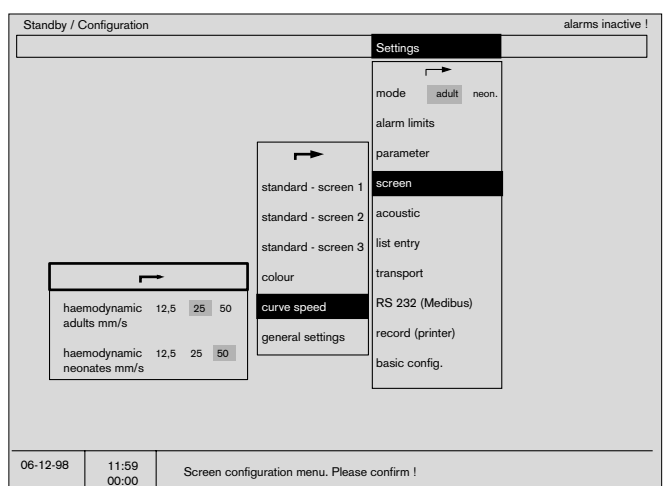 Standby / Configuration
alarms inactive !
Settings
mode adult neon.
alarm limits
parameter
screen
acoustic
list entry
transport
RS 232 (Medibus)
record (printer)
basic config.
standard - screen 1
standard - screen 2
standard - screen 3
colour
curve speed
general settings
haemodynamic 12,5 25 50
adults mm/s
haemodynamic 12,5 25 50
neonates mm/s
06-12-98
11:59
00:00
Screen configuration menu. Please confirm !